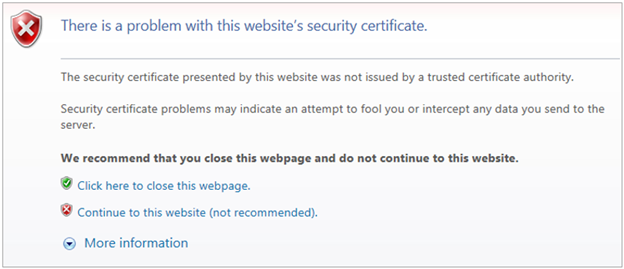 There is a problem with this website's security certificate.
The security certificate presented by this website was not issued by a trusted certificate authority.
Security certificate problems may indicate an attempt to fool you or intercept any data you send to the
server.
We recommend that you close this webpage and do not continue to this website.
Click here to close this webpage.
Continue to this website (not recommended).
More information